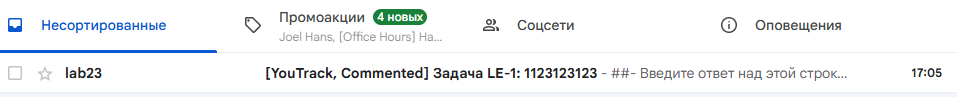 Несортированные
Промоакции 4 новых
Joel Hans, [Office Hours] Ha...
Соцсети
Оповещения
lab23 [YouTrack, Commented] Задача LE-1: 1123123123 - ##- Введите ответ над этой строк... 17:05